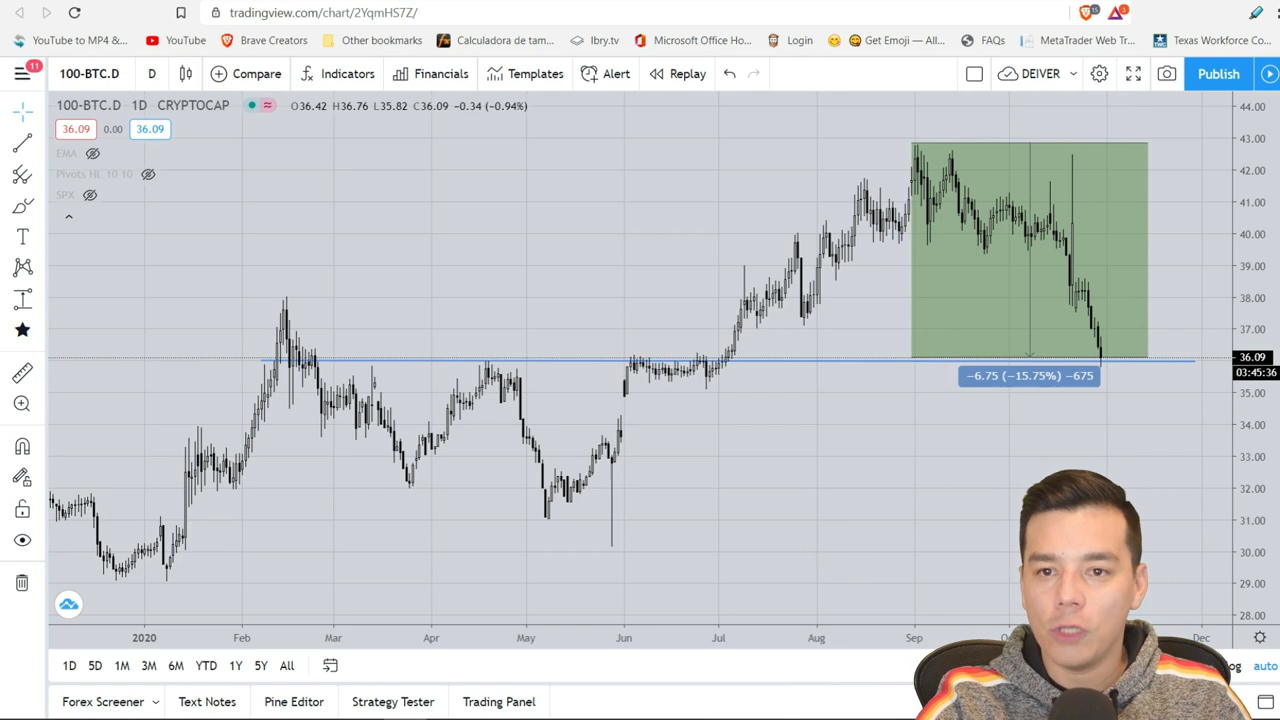 tradingview.com/chart/2YqmHS7Z/
15
3
YouTube to MP4 &...
YouTube
Brave Creators
Other bookmarks
Calculadora de tam...
lbry.tv
Microsoft Office Ho...
Login
Get Emoji — All...
FAQs
MetaTrader Web Tr...
Texas Workforce Co...
11
100-BTC.D
D
Compare
Indicators
Financials
Templates
Alert
Replay
DEIVER
Publish
100-BTC.D 1D CRYPTOCAP
O36.42 H36.76 L35.82 C36.09 −0.34 (−0.94%)
36.09
0.00
36.09
EMA
Pivots HL 10 10
SPX
44.00
43.00
42.00
41.00
40.00
39.00
38.00
37.00
36.09
03:45:36
35.00
34.00
33.00
32.00
31.00
30.00
29.00
28.00
−6.75 (−15.75%) −675
2020
Feb
Mar
Apr
May
Jun
Jul
Aug
Sep
Dec
1D
5D
1M
3M
6M
YTD
1Y
5Y
All
auto
Forex Screener
Text Notes
Pine Editor
Strategy Tester
Trading Panel